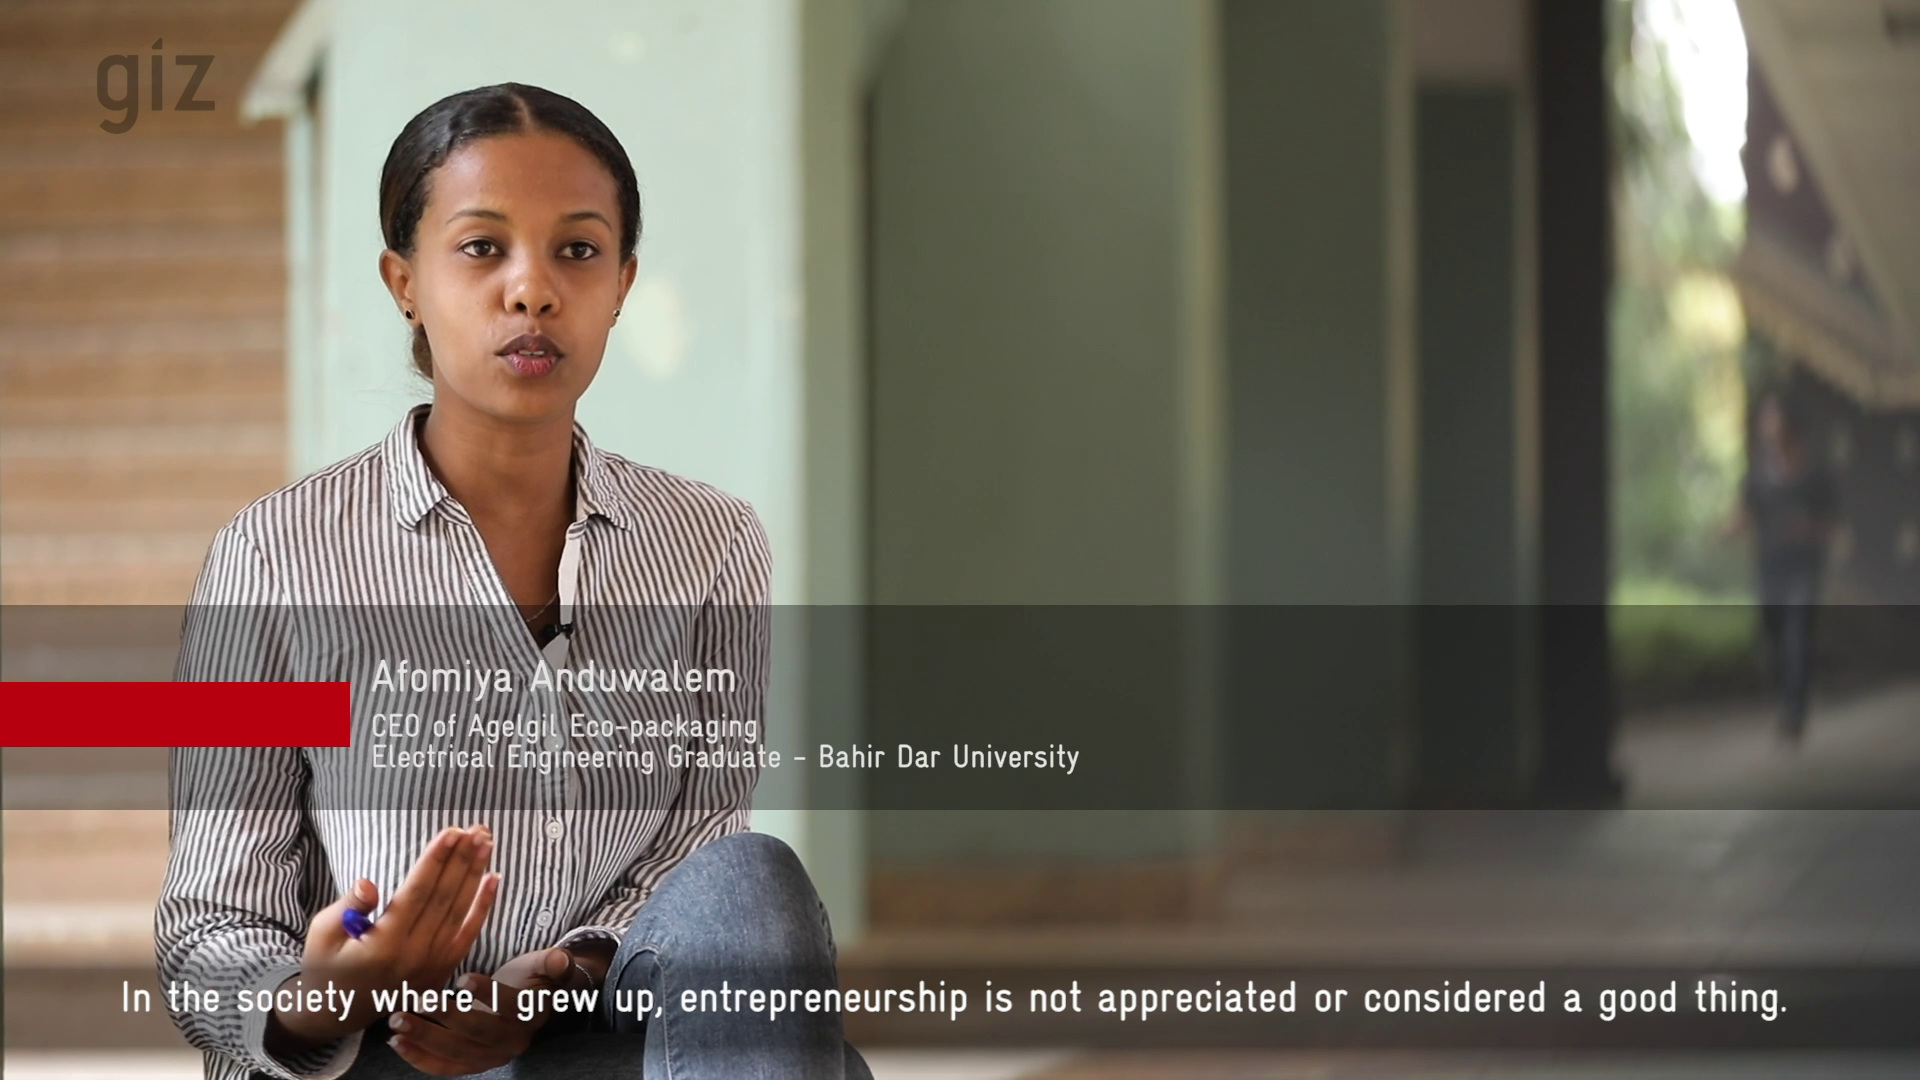 giz
Afomiya Anduwalem
CEO of Agelgil Eco-packaging
Electrical Engineering Graduate - Bahir Dar University
In the society where I grew up, entrepreneurship is not appreciated or considered a good thing.